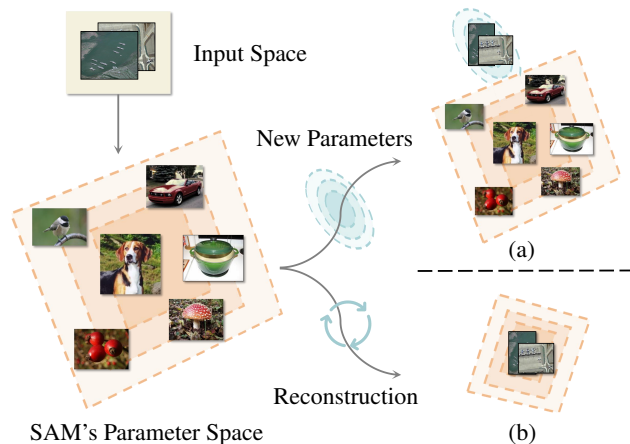 Input Space
New Parameters
(a)
Reconstruction
SAM's Parameter Space
(b)